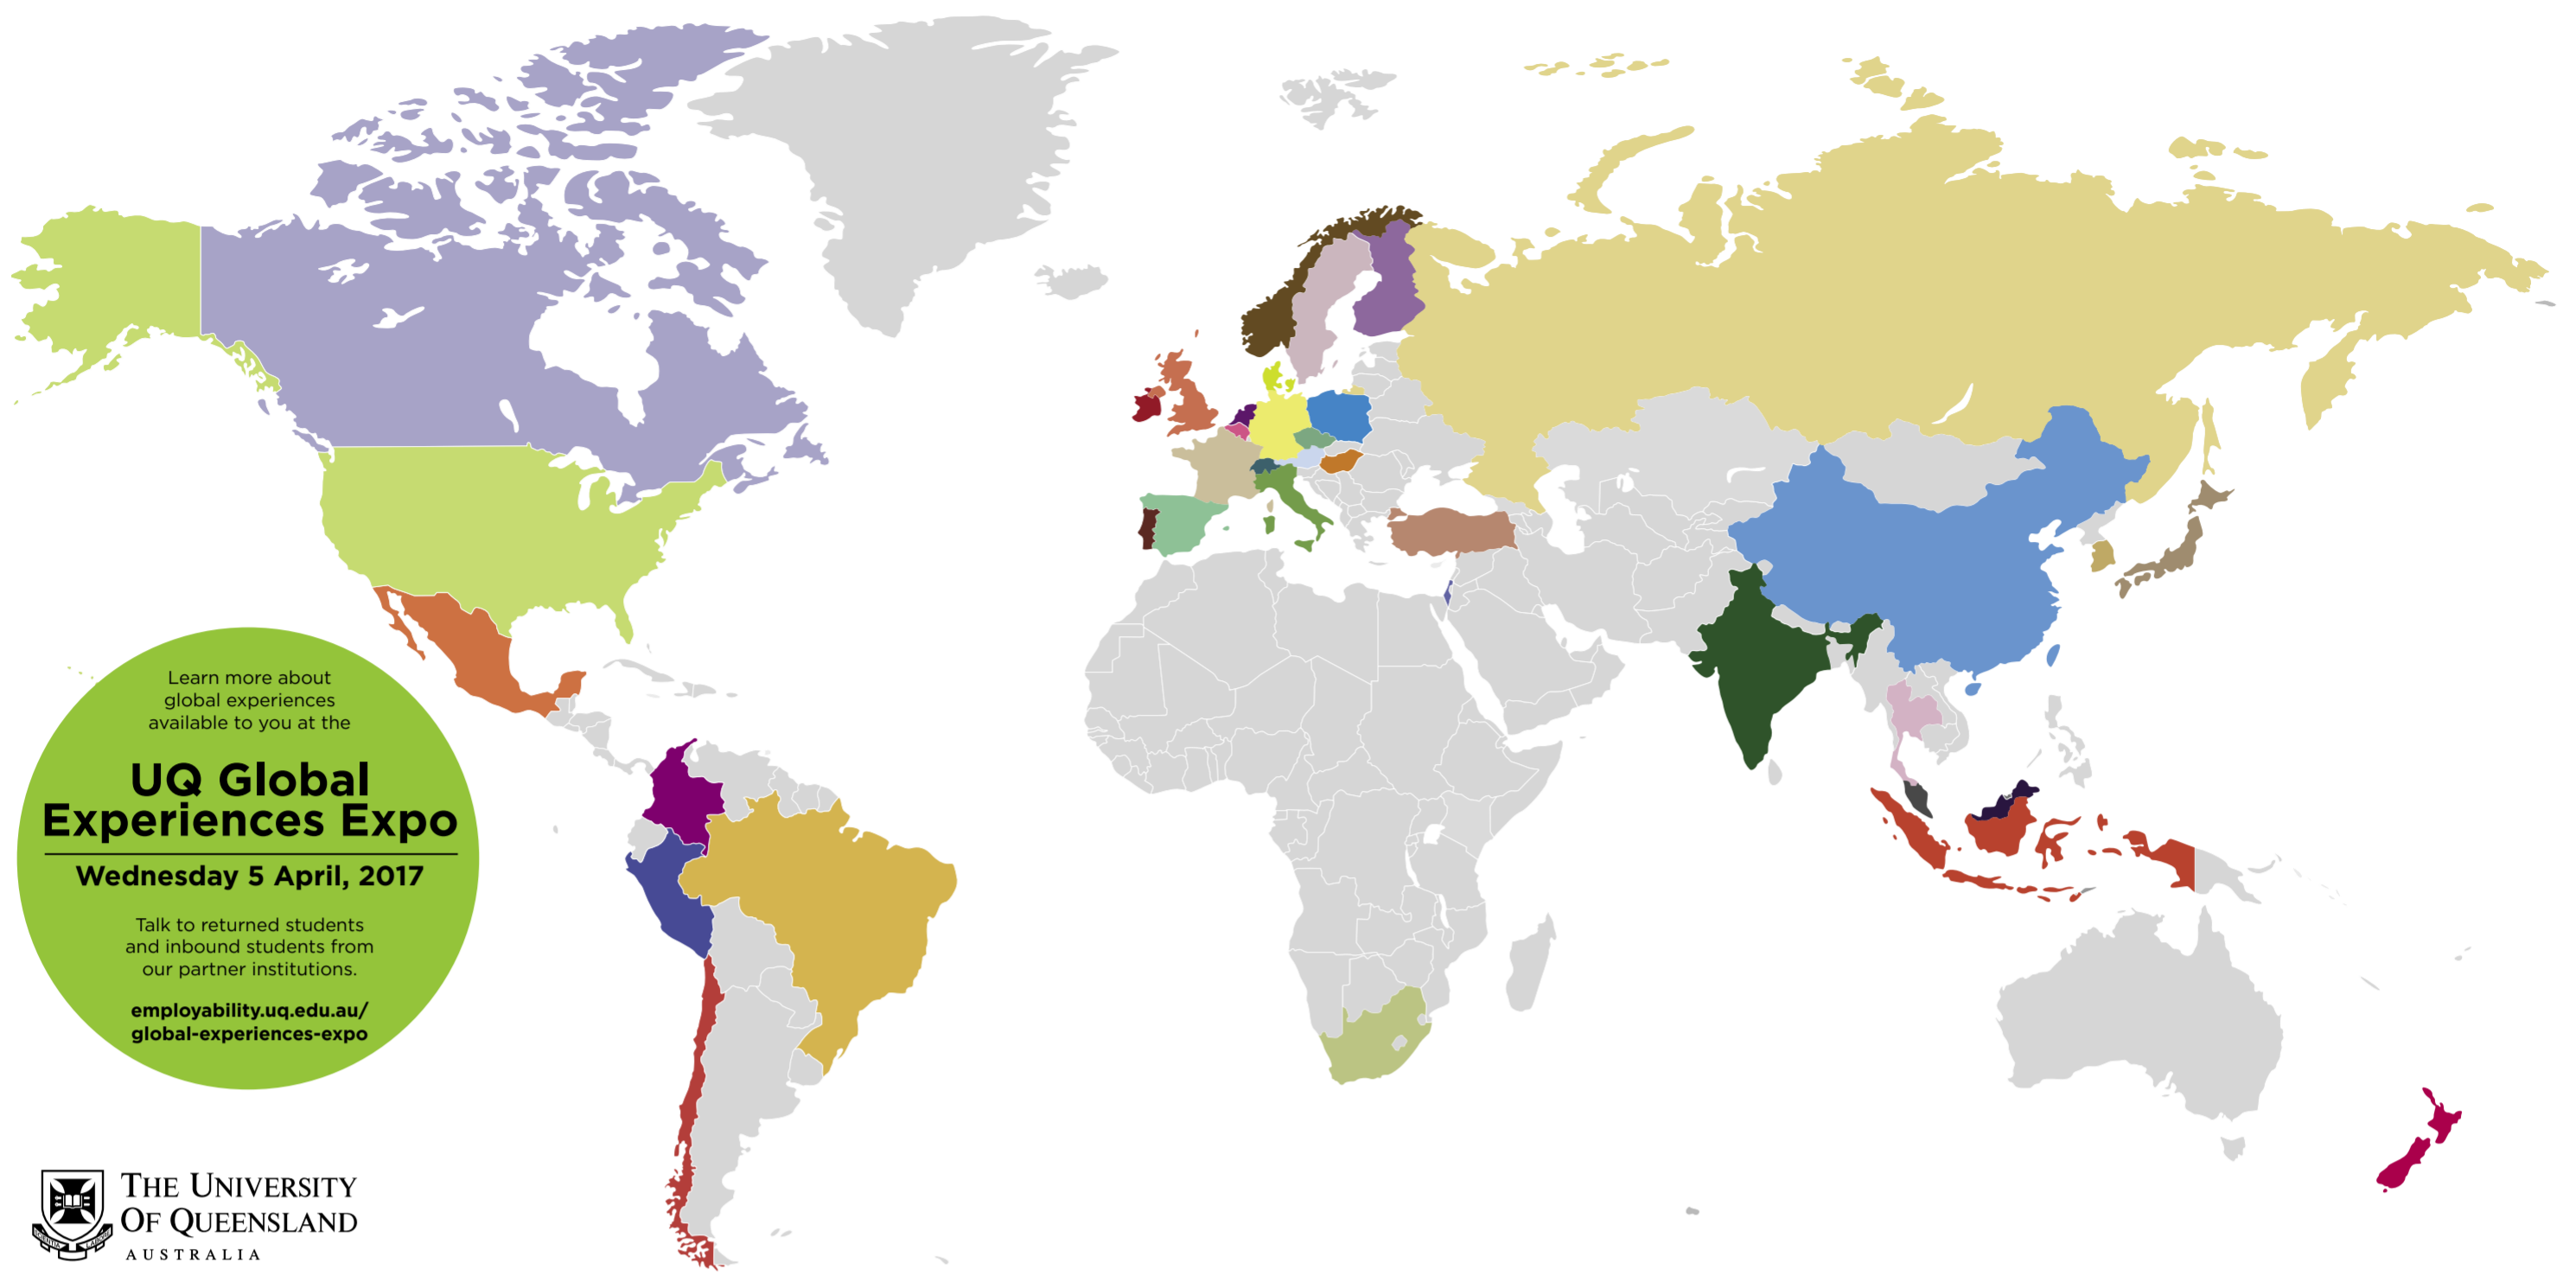 Learn more about
global experiences
available to you at the
UQ Global
Experiences Expo
Wednesday 5 April, 2017
Talk to returned students
and inbound students from
our partner institutions.
employability.uq.edu.au/
global-experiences-expo
THE UNIVERSITY
OF QUEENSLAND
AUSTRALIA